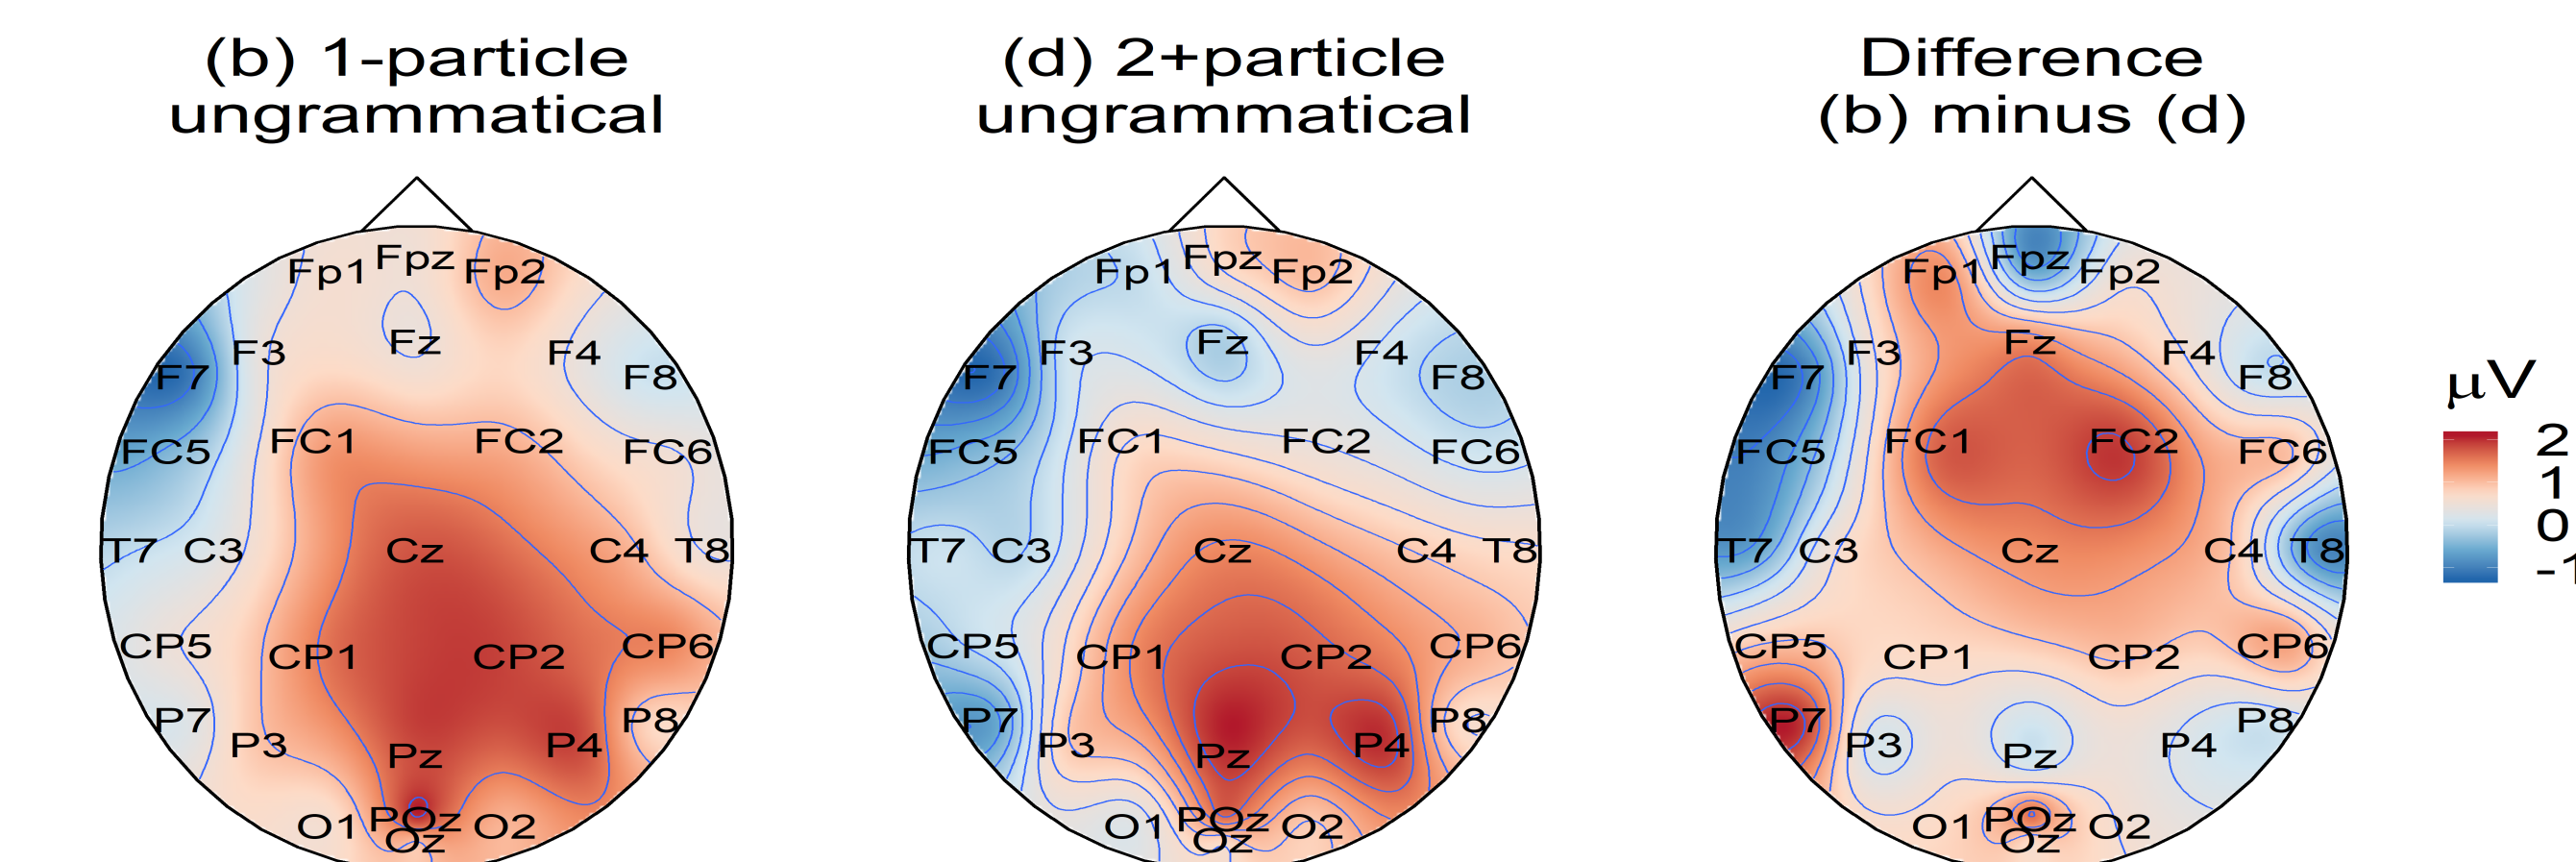 (b) 1-particle
ungrammatical
(d) 2+particle
ungrammatical
Difference
(b) minus (d)
Fp1 Fpz Fp2
F7 F3 Fz F4 F8
FC5 FC1 FC2 FC6
T7 C3 Cz C4 T8
CP5 CP1 CP2 CP6
P7 P3 Pz P4 P8
O1 POz O2
Oz
Fp1 Fpz Fp2
F7 F3 Fz F4 F8
FC5 FC1 FC2 FC6
T7 C3 Cz C4 T8
CP5 CP1 CP2 CP6
P7 P3 Pz P4 P8
O1 POz O2
Oz
Fp1 Fpz Fp2
F7 F3 Fz F4 F8
FC5 FC1 FC2 FC6
T7 C3 Cz C4 T8
CP5 CP1 CP2 CP6
P7 P3 Pz P4 P8
O1 POz O2
Oz
μV
2
1
0
-1